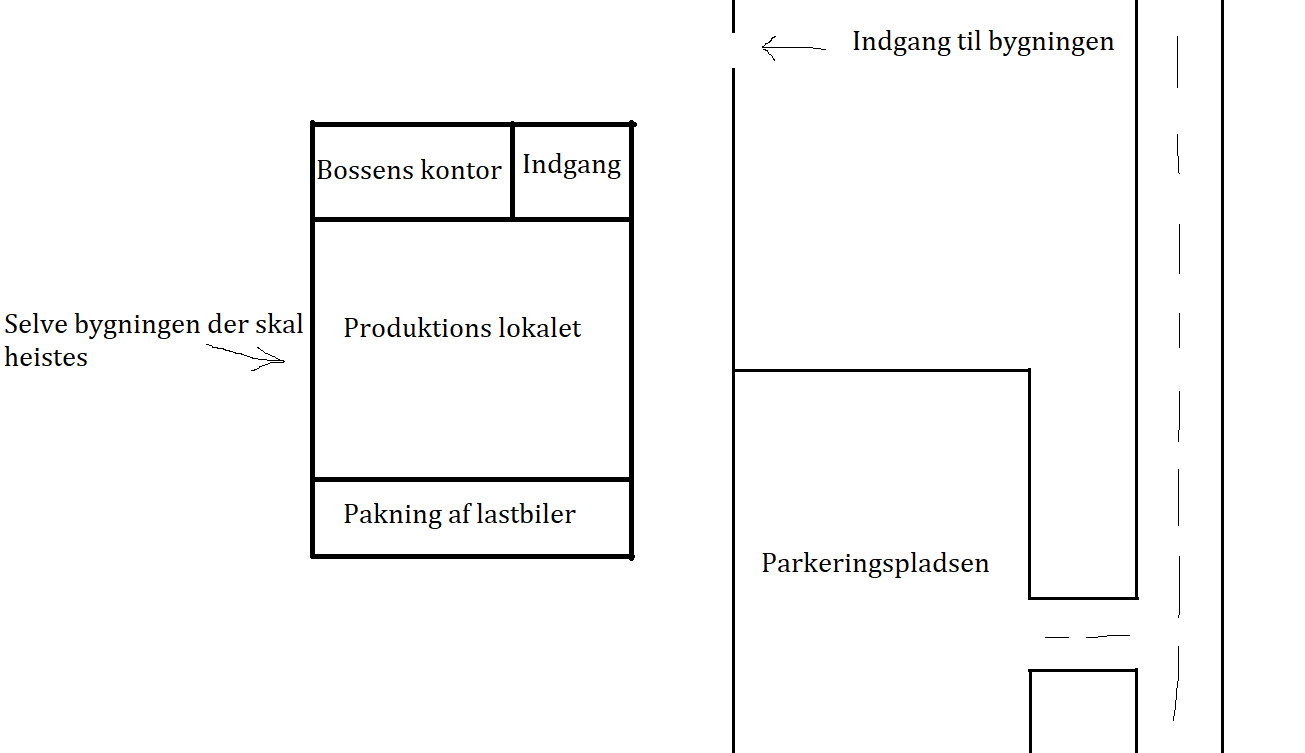 Indgang til bygningen
Bossens kontor
Indgang
Selve bygningen der skal
heistes
Produktions lokalet
Pakning af lastbiler
Parkeringspladsen